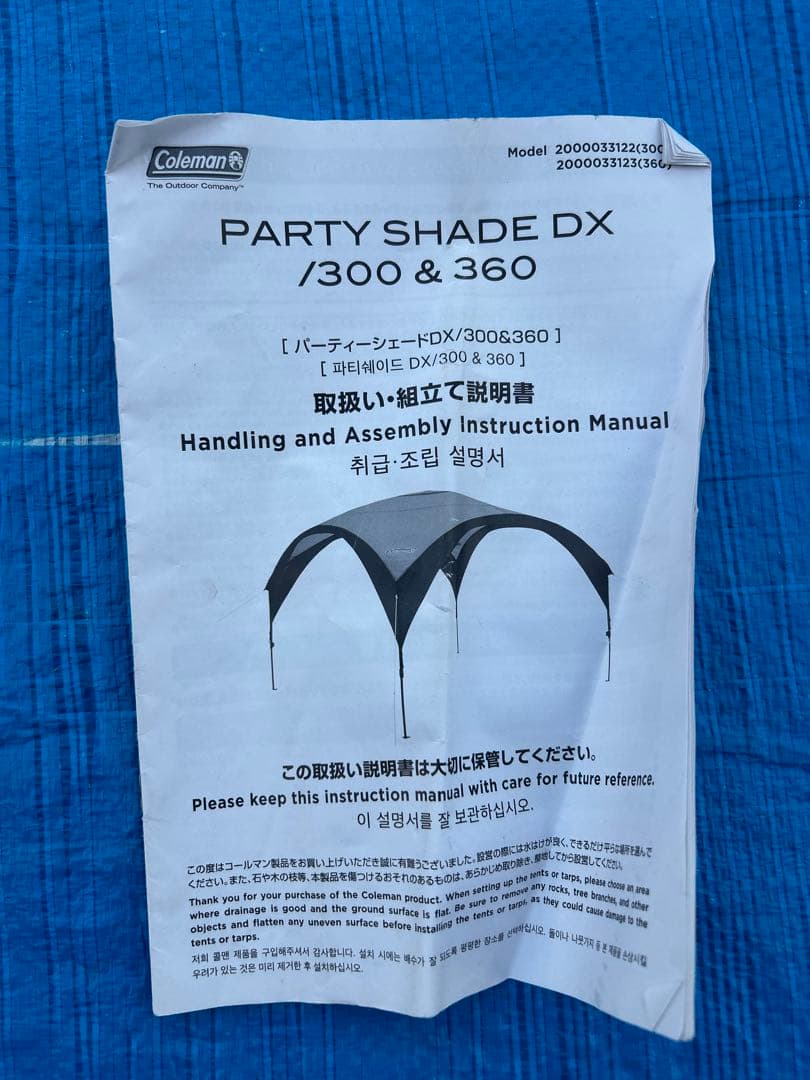 Coleman
The Outdoor Company™
Model 2000033122(300
2000033123(360)
PARTY SHADE DX
/300 & 360
[ パーティーシェードDX/300&360 ]
[ 파티쉐이드 DX/300 & 360 ]
取扱い・組立て説明書
Handling and Assembly Instruction Manual
취급·조립 설명서
Coleman
この取扱い説明書は大切に保管してください。
Please keep this instruction manual with care for future reference.
이 설명서를 잘 보관하십시오.
この度はコールマン製品をお買い上げいただき誠に有難うございました。設営の際には水はけが良く、できるだけ平らな場所を選んで
ください。また、石や木の枝等、本製品を傷つけるおそれのあるものは、あらかじめ取り除き、整地してから設営してください。
Thank you for your purchase of the Coleman product. When setting up the tents or tarps, please choose an area
where drainage is good and the ground surface is flat. Be sure to remove any rocks, tree branches, and other
objects and flatten any uneven surface before installing the tents or tarps, as they could cause damage to the
tents or tarps.
저희 콜맨 제품을 구입해주셔서 감사합니다. 설치 시에는 배수가 잘 되도록 평평한 장소를 선택하십시오. 돌이나 나뭇가지 등 본 제품을 손상시킬
우려가 있는 것은 미리 제거한 후 설치하십시오.